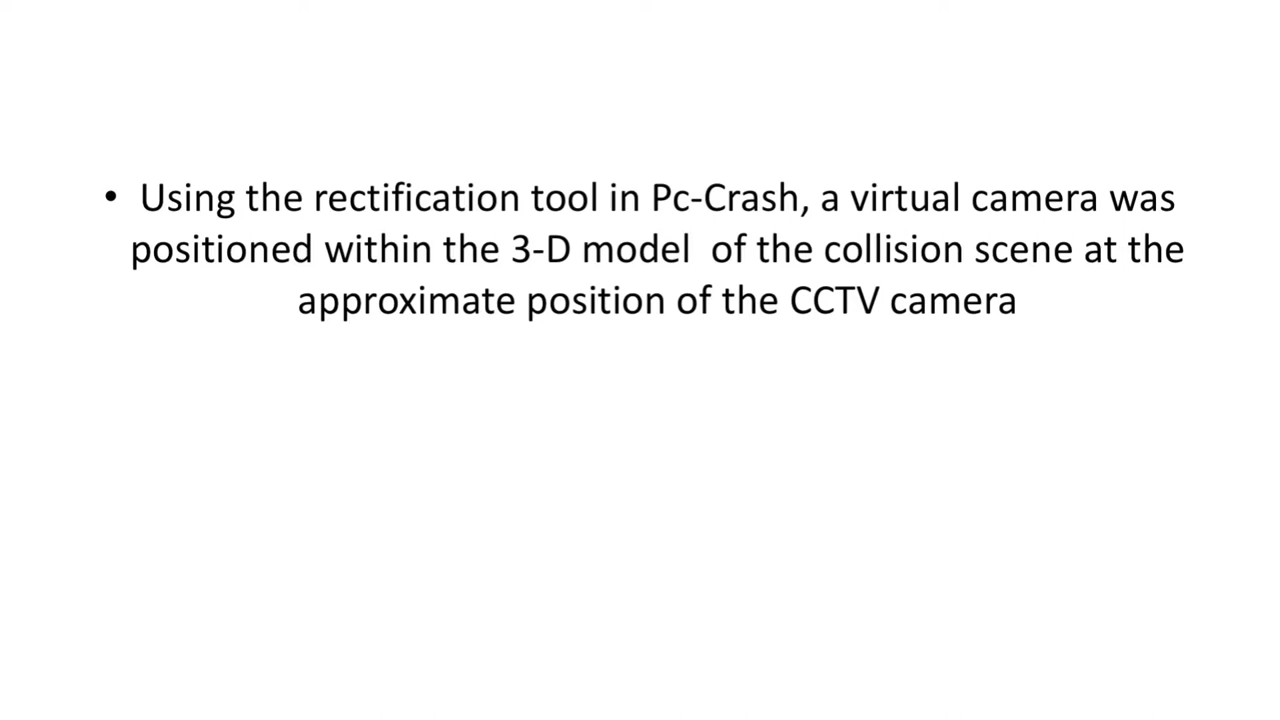 • Using the rectification tool in Pc-Crash, a virtual camera was
positioned within the 3-D model  of the collision scene at the
approximate position of the CCTV camera